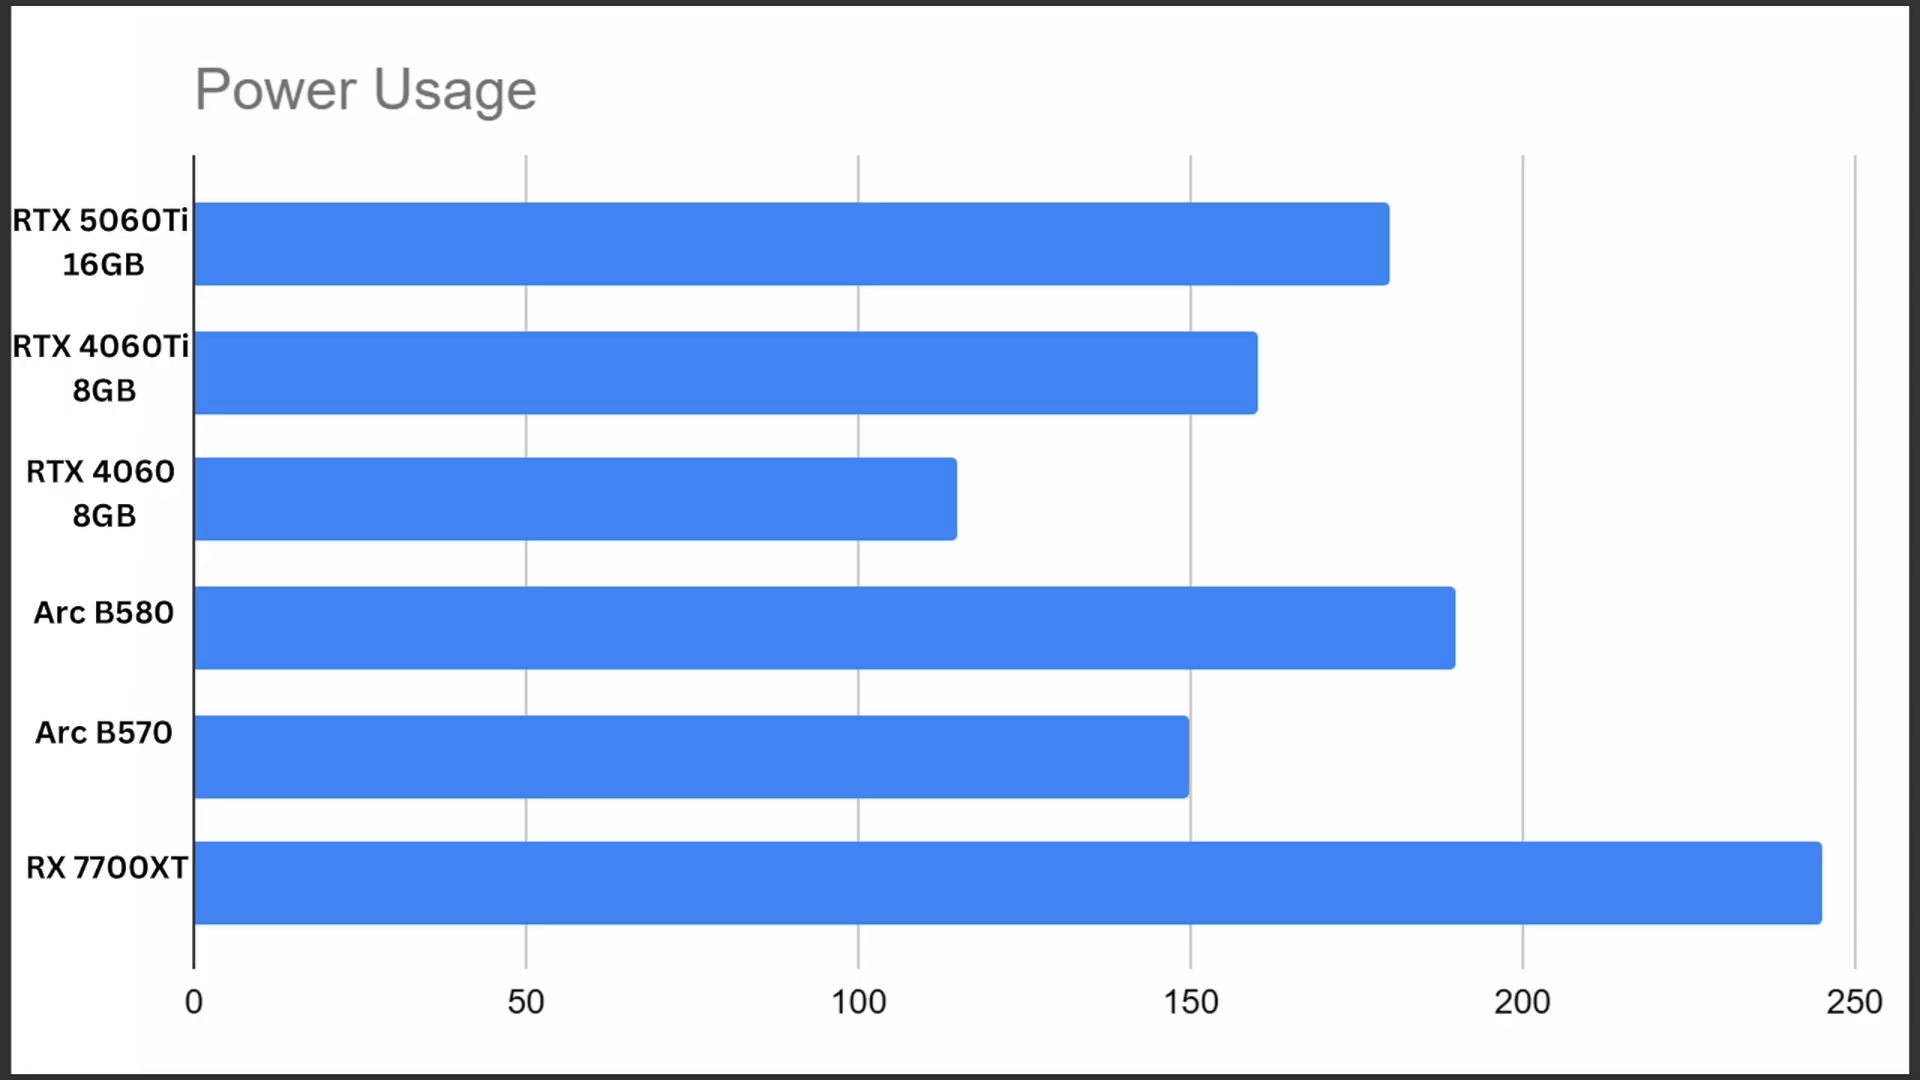 Power Usage
RTX 5060Ti
16GB
RTX 4060Ti
8GB
RTX 4060
8GB
Arc B580
Arc B570
RX 7700XT
0 50 100 150 200 250